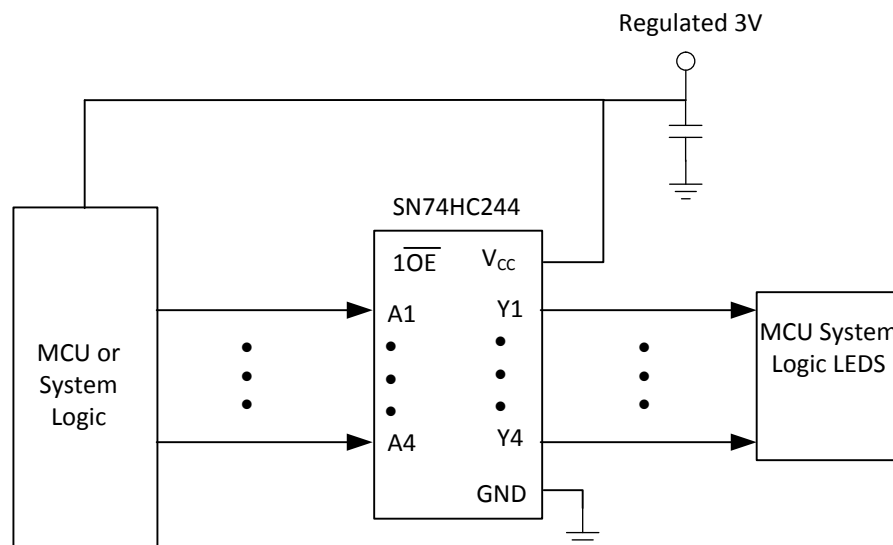 Regulated 3V
SN74HC244
1OE
VCC
A1
Y1
MCU or
System
Logic
MCU System
Logic LEDS
A4
Y4
GND